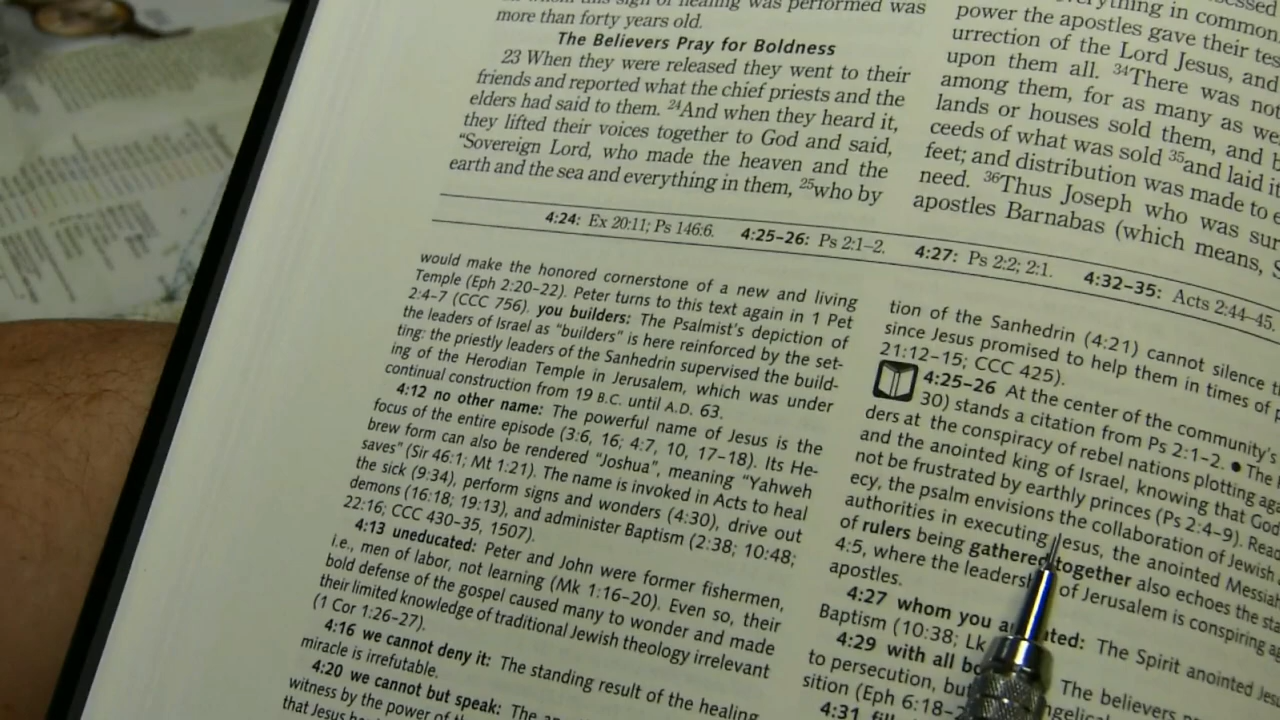 sign of healing was performed was
more than forty years old.
The Believers Pray for Boldness
23 When they were released they went to their
friends and reported what the chief priests and the
elders had said to them. 24And when they heard it,
they lifted their voices together to God and said,
“Sovereign Lord, who made the heaven and the
earth and the sea and everything in them, 25who by
everything in common.
power the apostles gave their
urrection of the Lord Jesus, and
upon them all. 34There was not
among them, for as many as
lands or houses sold them, and
ceeds of what was sold 35and laid it
feet; and distribution was made to
need. 36Thus Joseph who was
apostles Barnabas (which means,
4:24: Ex 20:11; Ps 146:6. 4:25–26: Ps 2:1–2. 4:27: Ps 2:2; 2:1. 4:32–35: Acts 2:44–45.
would make the honored cornerstone of a new and living
Temple (Eph 2:20–22). Peter turns to this text again in 1 Pet
2:4–7 (CCC 756). you builders: The Psalmist's depiction of
the leaders of Israel as "builders" is here reinforced by the set-
ting: the priestly leaders of the Sanhedrin supervised the build-
ing of the Herodian Temple in Jerusalem, which was under
continual construction from 19 B.C. until A.D. 63.
4:12 no other name: The powerful name of Jesus is the
focus of the entire episode (3:6, 16; 4:7, 10, 17–18). Its He-
brew form can also be rendered "Joshua", meaning "Yahweh
saves" (Sir 46:1; Mt 1:21). The name is invoked in Acts to heal
the sick (9:34), perform signs and wonders (4:30), drive out
demons (16:18; 19:13), and administer Baptism (2:38; 10:48;
22:16; CCC 430–35, 1507).
4:13 uneducated: Peter and John were former fishermen,
i.e., men of labor, not learning (Mk 1:16–20). Even so, their
bold defense of the gospel caused many to wonder and made
their limited knowledge of traditional Jewish theology irrelevant
(1 Cor 1:26–27).
4:16 we cannot deny it: The standing result of the healing
miracle is irrefutable.
4:20 we cannot but speak: The
witness by the power of
that Jesus
tion of the Sanhedrin (4:21) cannot silence
since Jesus promised to help them in times of
21:12–15; CCC 425).
4:25–26 At the center of the community's
30) stands a citation from Ps 2:1–2. ● The
ders at the conspiracy of rebel nations plotting
and the anointed king of Israel, knowing that God
not be frustrated by earthly princes (Ps 2:4–9). Read
ecy, the psalm envisions the collaboration of Jewish
authorities in executing Jesus, the anointed Messiah
of rulers being gathered together also echoes the
4:5, where the leaders of Jerusalem is conspiring
apostles.
4:27 whom you The Spirit anointed
Baptism (10:38;
4:29 with all The believers
to persecution, but
sition (Eph 6:18–
4:31